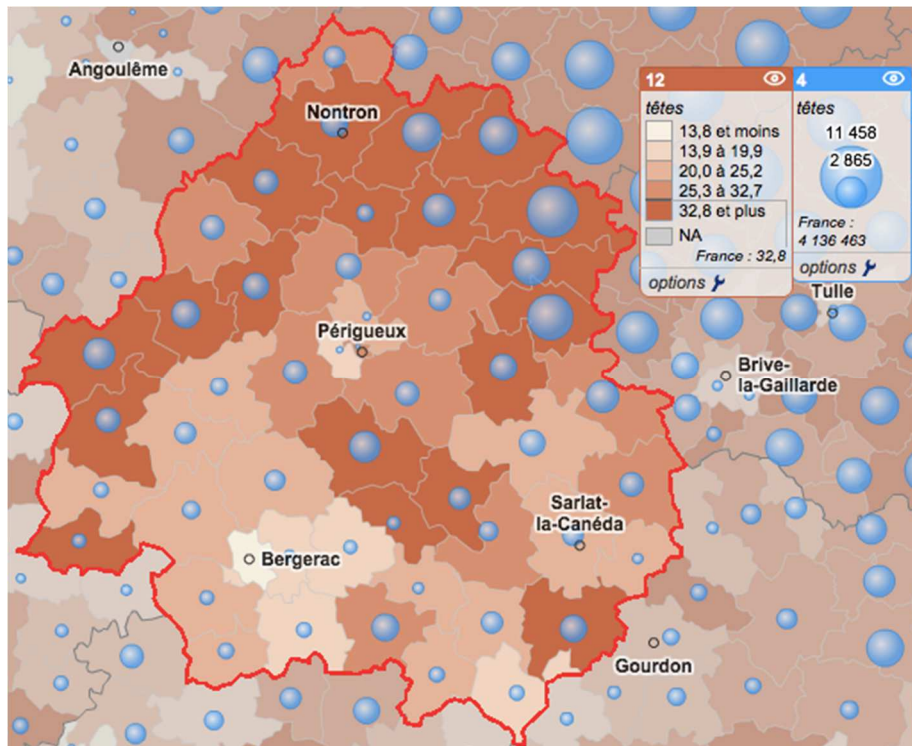 Angoulême
Nontron
12
têtes
13,8 et moins
13,9 à 19,9
20,0 à 25,2
25,3 à 32,7
32,8 et plus
NA
France : 32,8
options
4
têtes
11 458
2 865
France :
4 136 463
options
Tulle
Périgueux
Brive-
la-Gaillarde
Sarlat-
la-Canéda
Bergerac
Gourdon